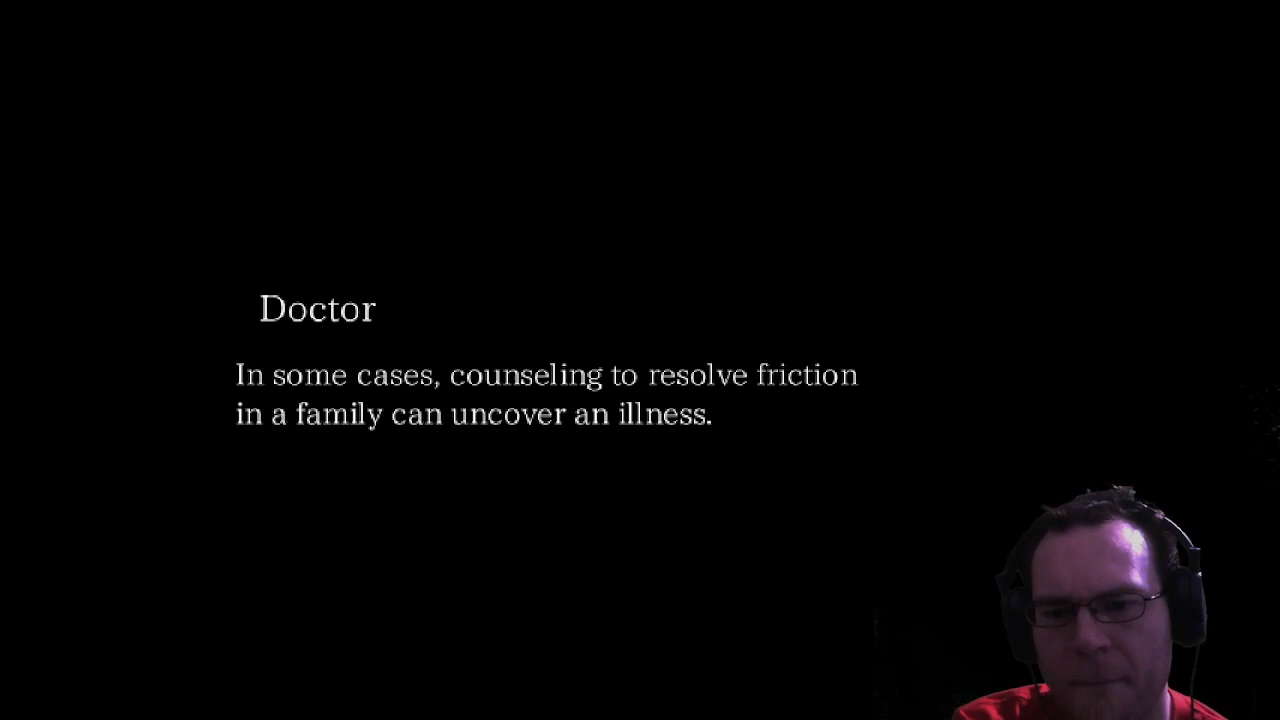 Doctor
In some cases, counseling to resolve friction
in a family can uncover an illness.